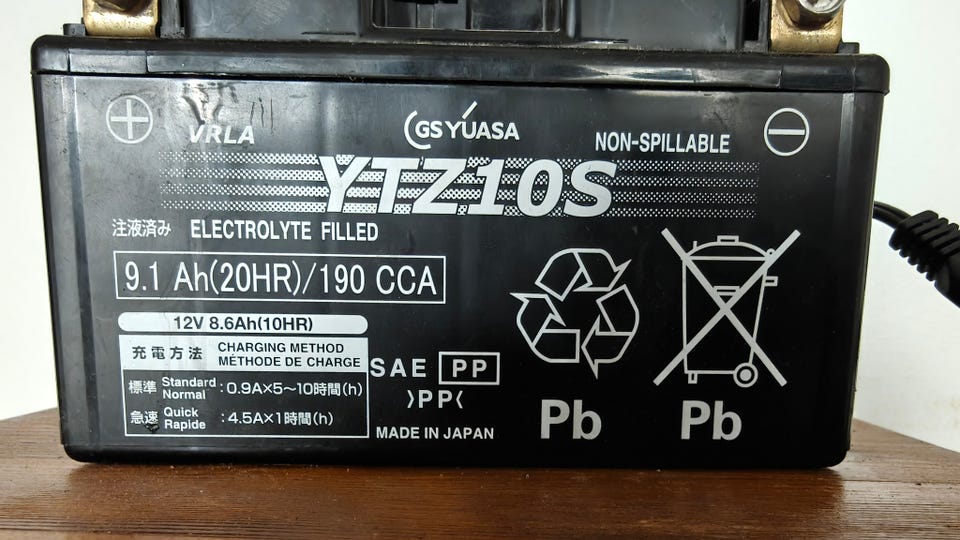 VRLA
GS YUASA
NON-SPILLABLE
YTZ10S
注液済み ELECTROLYTE FILLED
9.1 Ah(20HR)/190 CCA
12V 8.6Ah(10HR)
充電方法 CHARGING METHOD
MÉTHODE DE CHARGE
標準 Standard Normal : 0.9A×5～10時間(h)
急速 Quick Rapide : 4.5A×1時間(h)
SAE PP
>PP<
MADE IN JAPAN
Pb
Pb